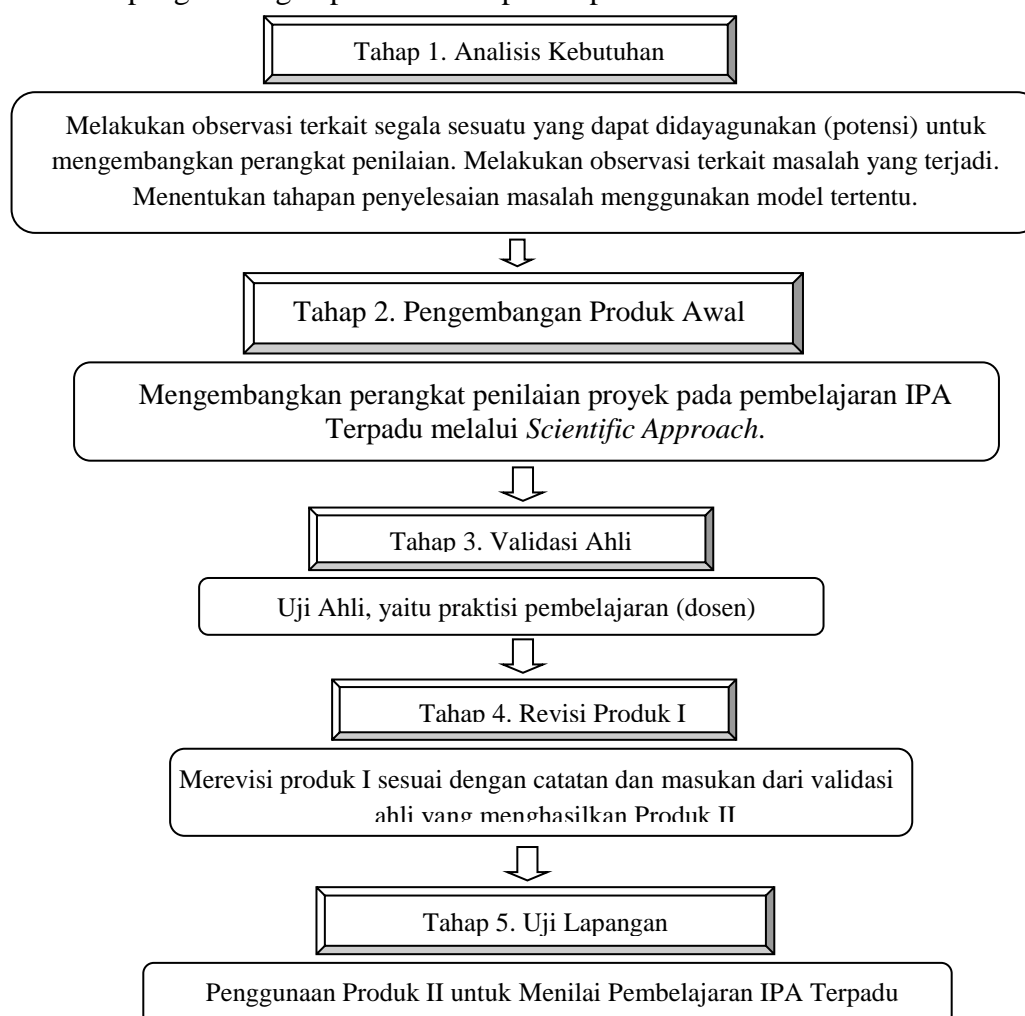 Tahap 1. Analisis Kebutuhan
Melakukan observasi terkait segala sesuatu yang dapat didayagunakan (potensi) untuk
mengembangkan perangkat penilaian. Melakukan observasi terkait masalah yang terjadi.
Menentukan tahapan penyelesaian masalah menggunakan model tertentu.
Tahap 2. Pengembangan Produk Awal
Mengembangkan perangkat penilaian proyek pada pembelajaran IPA
Terpadu melalui Scientific Approach.
Tahap 3. Validasi Ahli
Uji Ahli, yaitu praktisi pembelajaran (dosen)
Tahap 4. Revisi Produk I
Merevisi produk I sesuai dengan catatan dan masukan dari validasi
ahli yang menghasilkan Produk II
Tahap 5. Uji Lapangan
Penggunaan Produk II untuk Menilai Pembelajaran IPA Terpadu